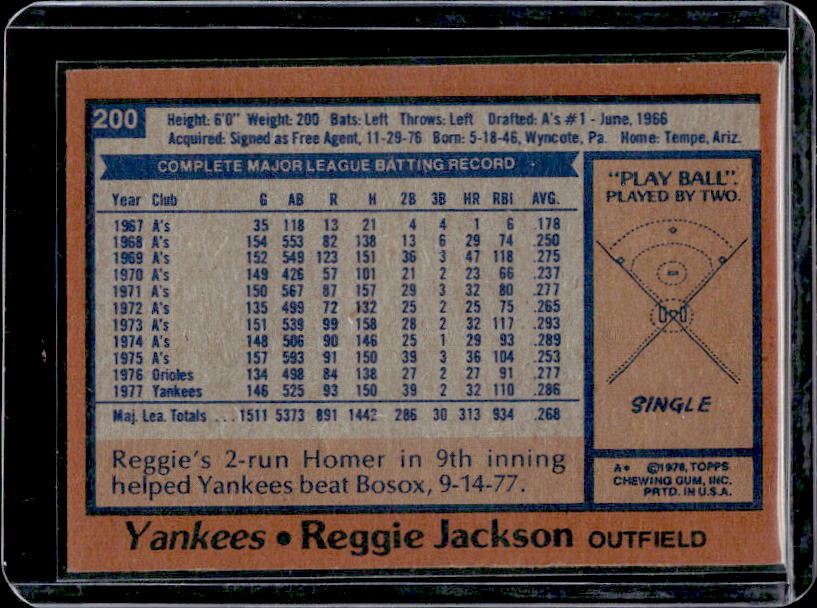 200
Height: 6'0" Weight: 200 Bats: Left Throws: Left Drafted: A's #1 - June, 1966
Acquired: Signed as Free Agent, 11-29-76 Born: 5-18-46, Wyncote, Pa. Home: Tempe, Ariz.
COMPLETE MAJOR LEAGUE BATTING RECORD
Year Club G AB R H 2B 3B HR RBI AVG.
1967 A's 35 118 13 21 4 4 1 6 .178
1968 A's 154 553 82 138 13 6 29 74 .250
1969 A's 152 549 123 151 36 3 47 118 .275
1970 A's 149 426 57 101 21 2 23 66 .237
1971 A's 150 567 87 157 29 3 32 80 .277
1972 A's 135 499 72 132 25 2 25 75 .265
1973 A's 151 539 99 158 28 2 32 117 .293
1974 A's 148 506 90 146 25 1 29 93 .289
1975 A's 157 593 91 150 39 3 36 104 .253
1976 Orioles 134 498 84 138 27 2 27 91 .277
1977 Yankees 146 525 93 150 39 2 32 110 .286
Maj. Lea. Totals ... 1511 5373 891 1442 286 30 313 934 .268
Reggie's 2-run Homer in 9th inning
helped Yankees beat Bosox, 9-14-77.
"PLAY BALL".
PLAYED BY TWO.
SINGLE
A* ©1978, TOPPS
CHEWING GUM, INC.
PRTD. IN U.S.A.
Yankees • Reggie Jackson OUTFIELD